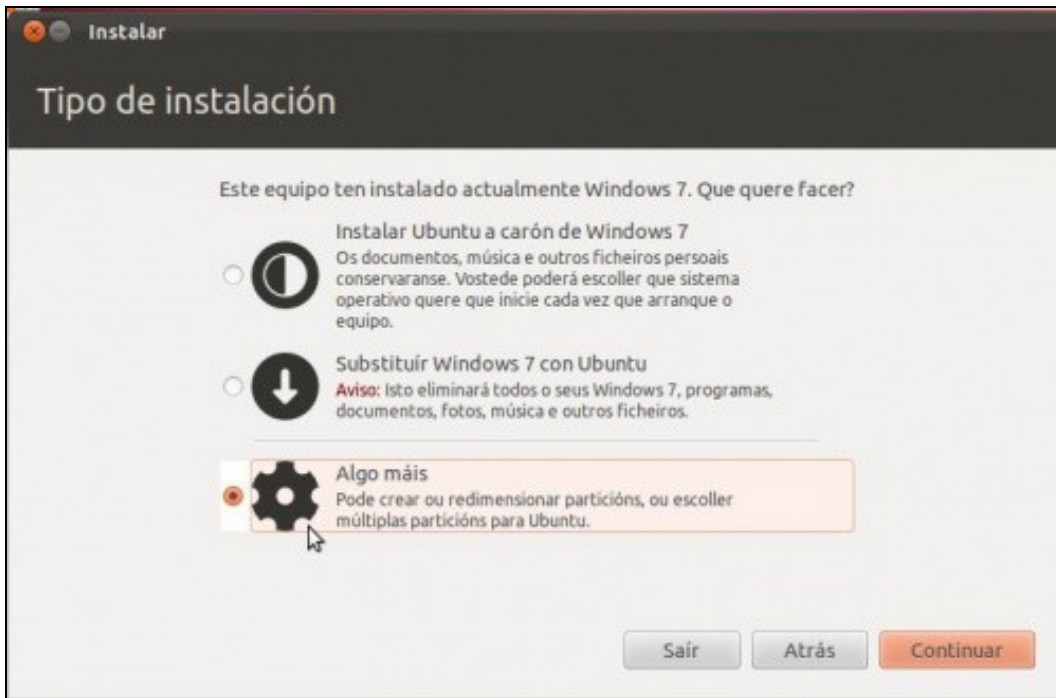 Instalar
Tipo de instalación
Este equipo ten instalado actualmente Windows 7. Que quere facer?
Instalar Ubuntu a carón de Windows 7
Os documentos, música e outros ficheiros persoais
conservaranse. Vostede poderá escoller que sistema
operativo quere que inicie cada vez que arranque o
equipo.
Substituír Windows 7 con Ubuntu
Aviso: Isto eliminará todos o seus Windows 7, programas,
documentos, fotos, música e outros ficheiros.
Algo máis
Pode crear ou redimensionar particións, ou escoller
múltiplas particións para Ubuntu.
Saír
Atrás
Continuar